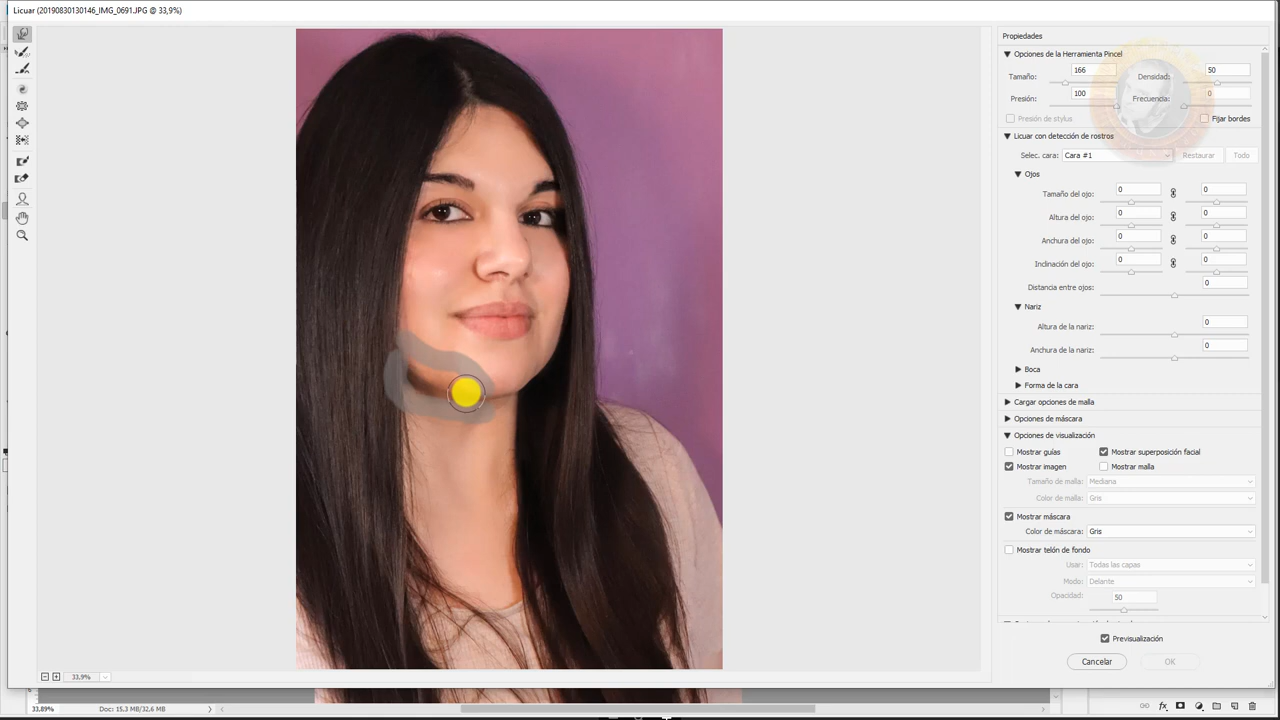 Licuar (20190830130146_IMG_0691.JPG @ 33,9%)
Propiedades
Opciones de la Herramienta Pincel
Tamaño: 166 Densidad: 50
Presión: 100 Frecuencia: 0
Presión de stylus Fijar bordes
Licuar con detección de rostros
Selec. cara: Cara #1 Restaurar Todo
Ojos
Tamaño del ojo: 0 0
Altura del ojo: 0 0
Anchura del ojo: 0 0
Inclinación del ojo: 0 0
Distancia entre ojos: 0
Nariz
Altura de la nariz: 0
Anchura de la nariz: 0
Boca
Forma de la cara
Cargar opciones de malla
Opciones de máscara
Opciones de visualización
Mostrar guías Mostrar superposición facial
Mostrar imagen Mostrar malla
Tamaño de malla: Mediana
Color de malla: Gris
Mostrar máscara
Color de máscara: Gris
Mostrar telón de fondo
Usar: Todas las capas
Modo: Delante
Opacidad: 50
Previsualización
Cancelar OK
33,9%
33,89% Doc: 15,3 MB/32,6 MB